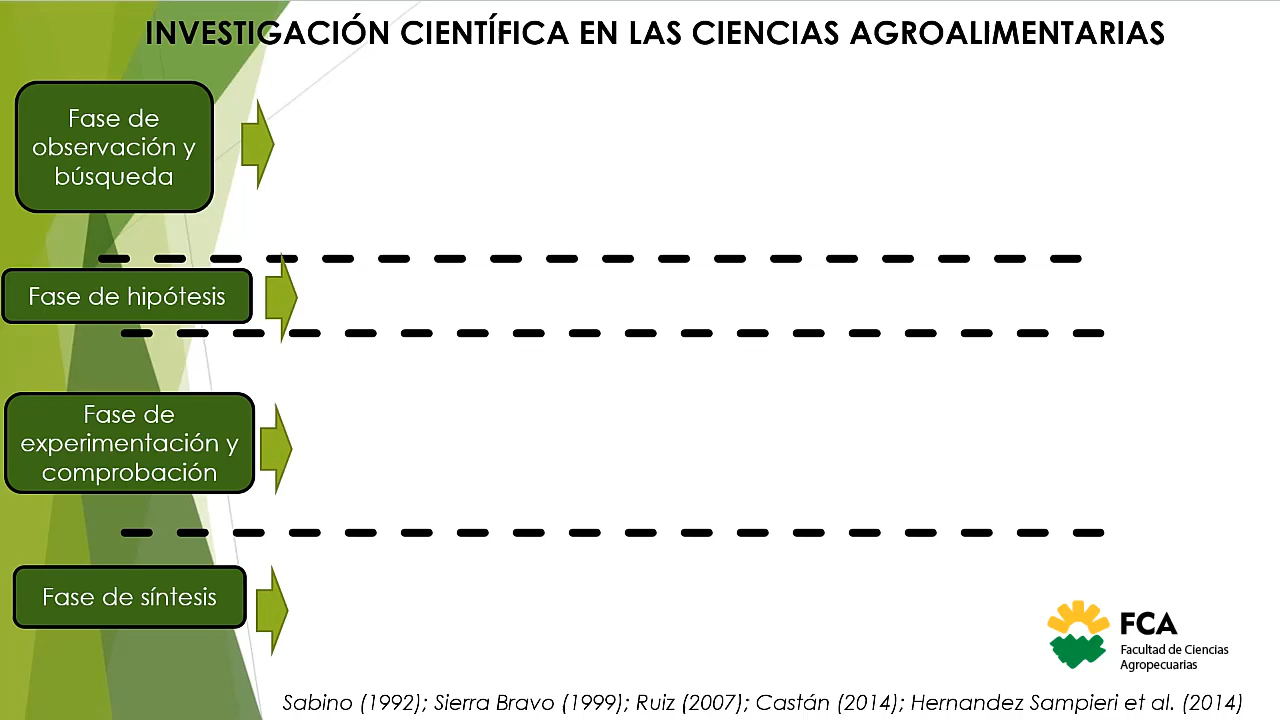 INVESTIGACIÓN CIENTÍFICA EN LAS CIENCIAS AGROALIMENTARIAS
Fase de
observación y
búsqueda
Fase de hipótesis
Fase de
experimentación y
comprobación
Fase de síntesis
FCA
Facultad de Ciencias
Agropecuarias
Sabino (1992); Sierra Bravo (1999); Ruiz (2007); Castán (2014); Hernandez Sampieri et al. (2014)